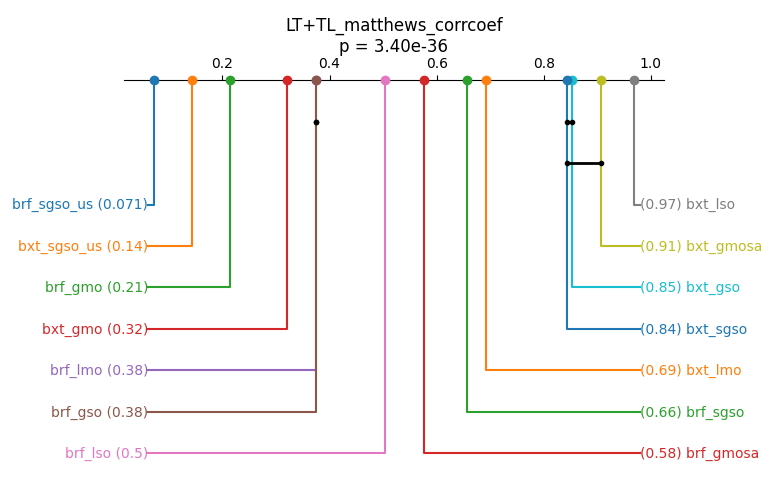 LT+TL_matthews_corrcoef
p = 3.40e-36
0.2 0.4 0.6 0.8 1.0
brf_sgso_us (0.071) (0.97) bxt_lso
bxt_sgso_us (0.14) (0.91) bxt_gmosa
brf_gmo (0.21) (0.85) bxt_gso
bxt_gmo (0.32) (0.84) bxt_sgso
brf_lmo (0.38) (0.69) bxt_lmo
brf_gso (0.38) (0.66) brf_sgso
brf_lso (0.5) (0.58) brf_gmosa